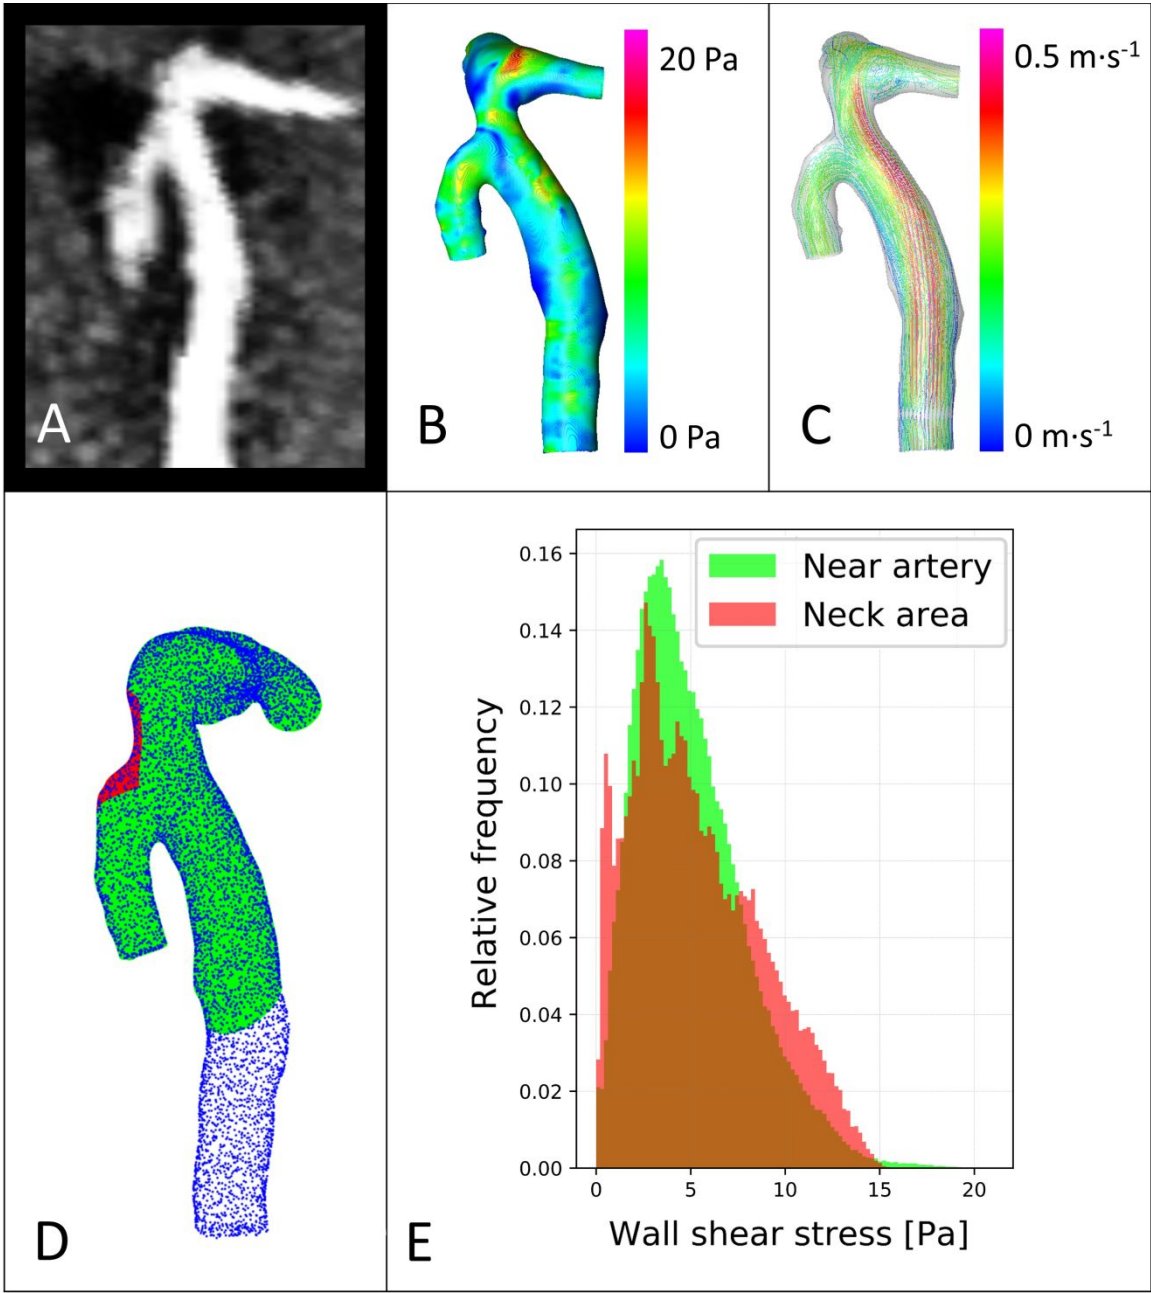 A
B
20 Pa
0 Pa
C
0.5 m·s⁻¹
0 m·s⁻¹
D
E
Near artery
Neck area
Relative frequency
0.16
0.14
0.12
0.10
0.08
0.06
0.04
0.02
0.00
0 5 10 15 20
Wall shear stress [Pa]